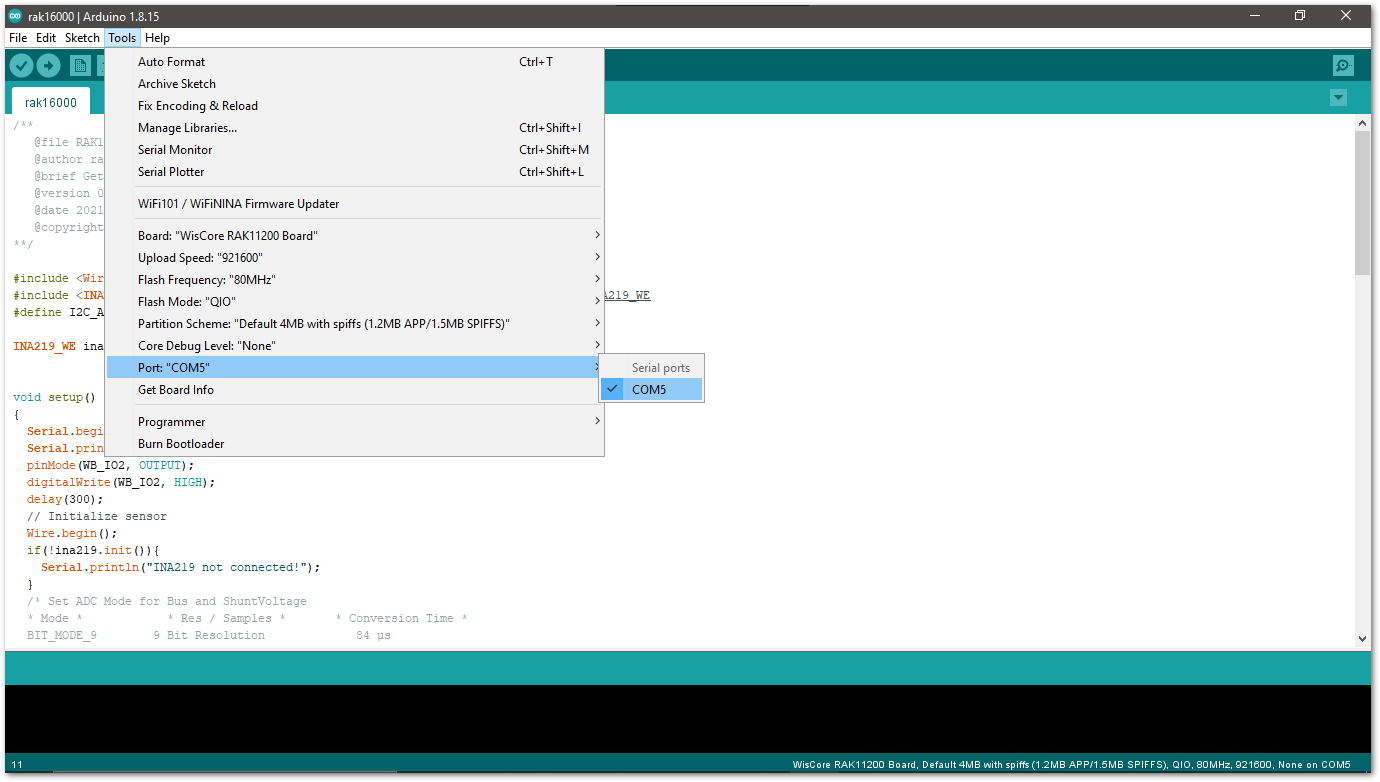 rak16000 | Arduino 1.8.15
File Edit Sketch Tools Help
Auto Format Ctrl+T
Archive Sketch
Fix Encoding & Reload
Manage Libraries... Ctrl+Shift+I
Serial Monitor Ctrl+Shift+M
Serial Plotter Ctrl+Shift+L
WiFi101 / WiFiNINA Firmware Updater
Board: "WisCore RAK11200 Board"
Upload Speed: "921600"
Flash Frequency: "80MHz"
Flash Mode: "QIO"
Partition Scheme: "Default 4MB with spiffs (1.2MB APP/1.5MB SPIFFS)"
Core Debug Level: "None"
Port: "COM5"
Get Board Info
Programmer
Burn Bootloader
Serial ports
COM5
rak16000
/**
@file RAK1
@author ra
@brief Get
@version 0
@date 2021
@copyright
**/
#include <Wir
#include <INA A219_WE
#define I2C_A
INA219_WE ina
void setup()
{
Serial.begi
Serial.prin
pinMode(WB_IO2, OUTPUT);
digitalWrite(WB_IO2, HIGH);
delay(300);
// Initialize sensor
Wire.begin();
if(!ina219.init()){
Serial.println("INA219 not connected!");
}
/* Set ADC Mode for Bus and ShuntVoltage
* Mode * * Res / Samples * * Conversion Time *
BIT_MODE_9 9 Bit Resolution 84 µs
11 WisCore RAK11200 Board, Default 4MB with spiffs (1.2MB APP/1.5MB SPIFFS), QIO, 80MHz, 921600, None on COM5